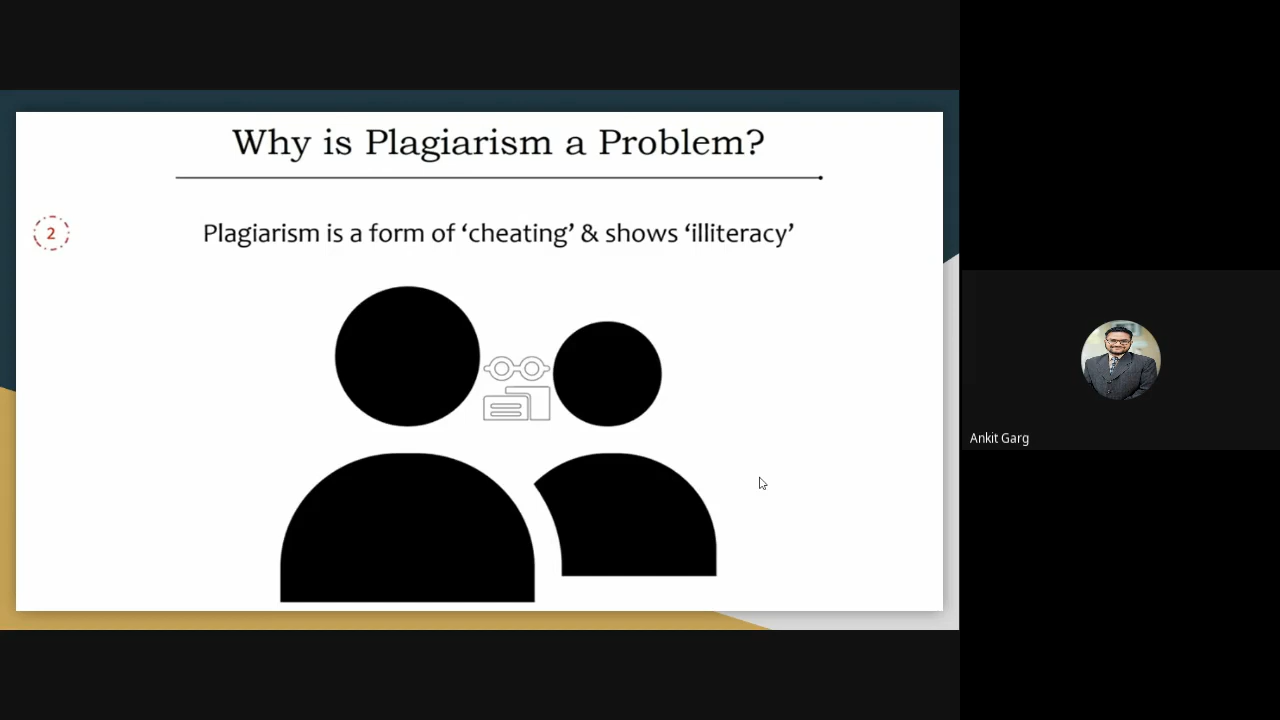 Why is Plagiarism a Problem?
2
Plagiarism is a form of ‘cheating’ & shows ‘illiteracy’
Ankit Garg